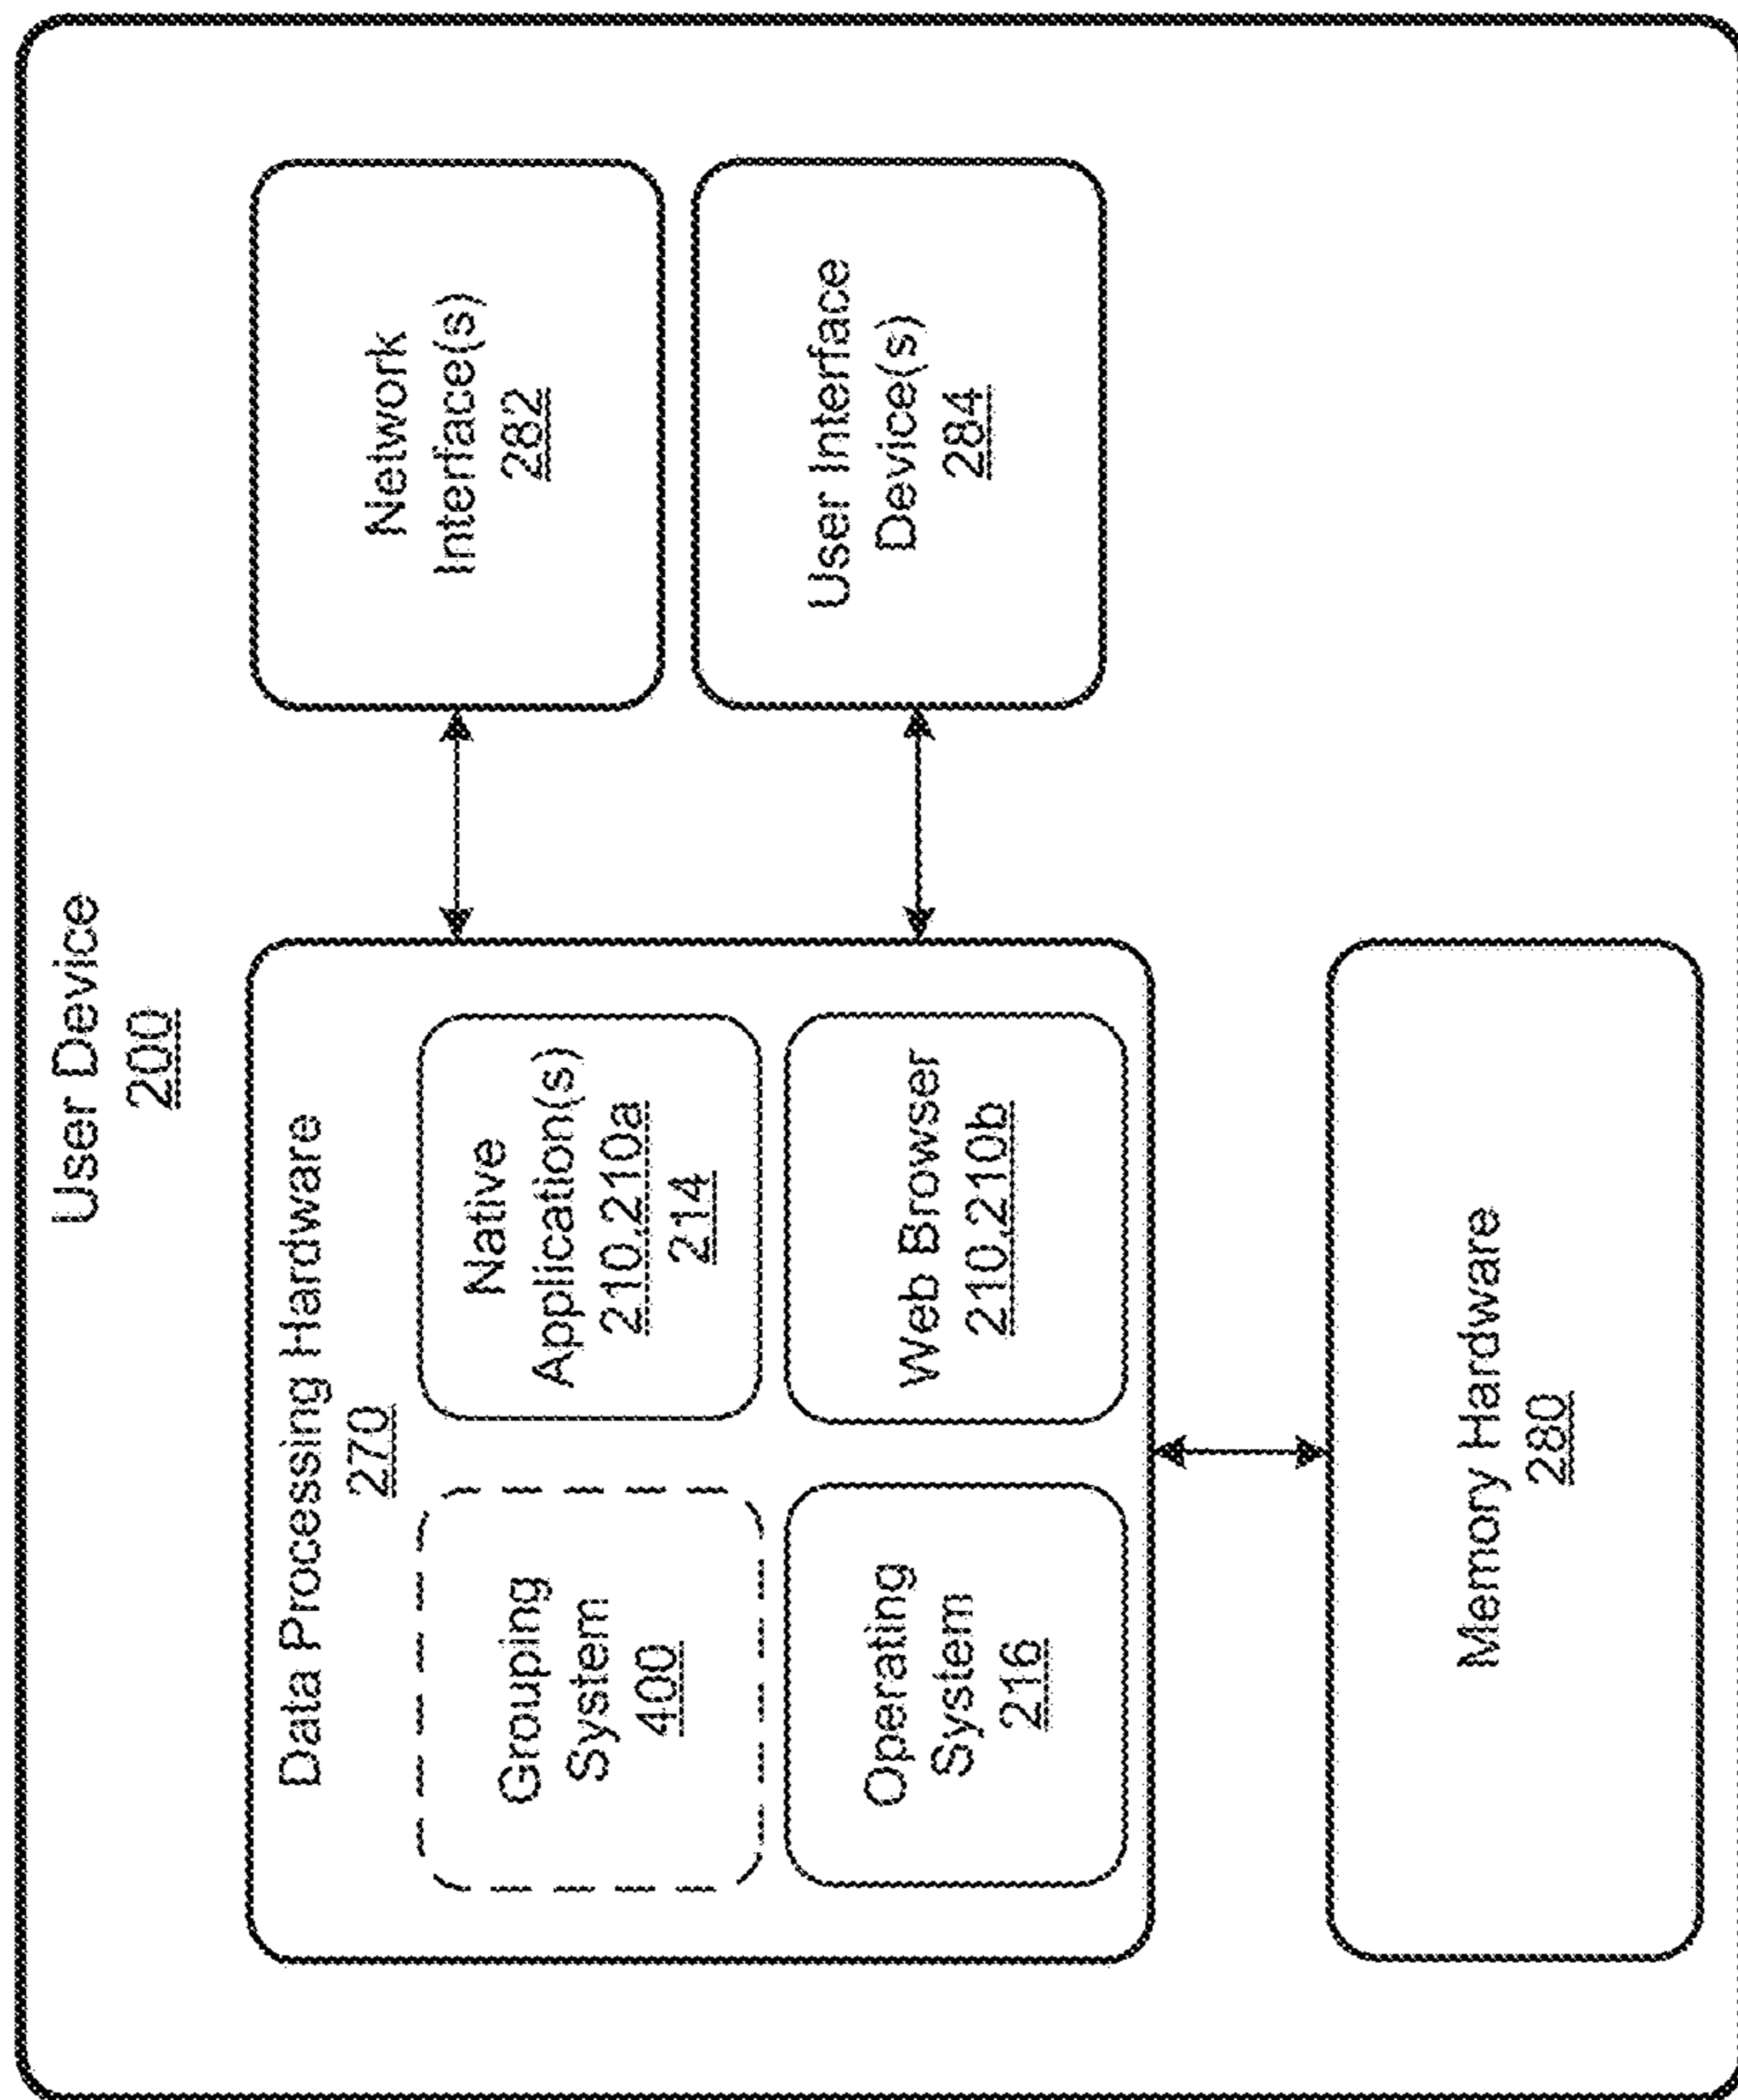 User Device
200
Data Processing Hardware
270
Grouping
System
400
Native
Application(s)
210,210a
214
Operating
System
216
Web Browser
210,210b
Network
Interface(s)
282
User Interface
Device(s)
284
Memory Hardware
280